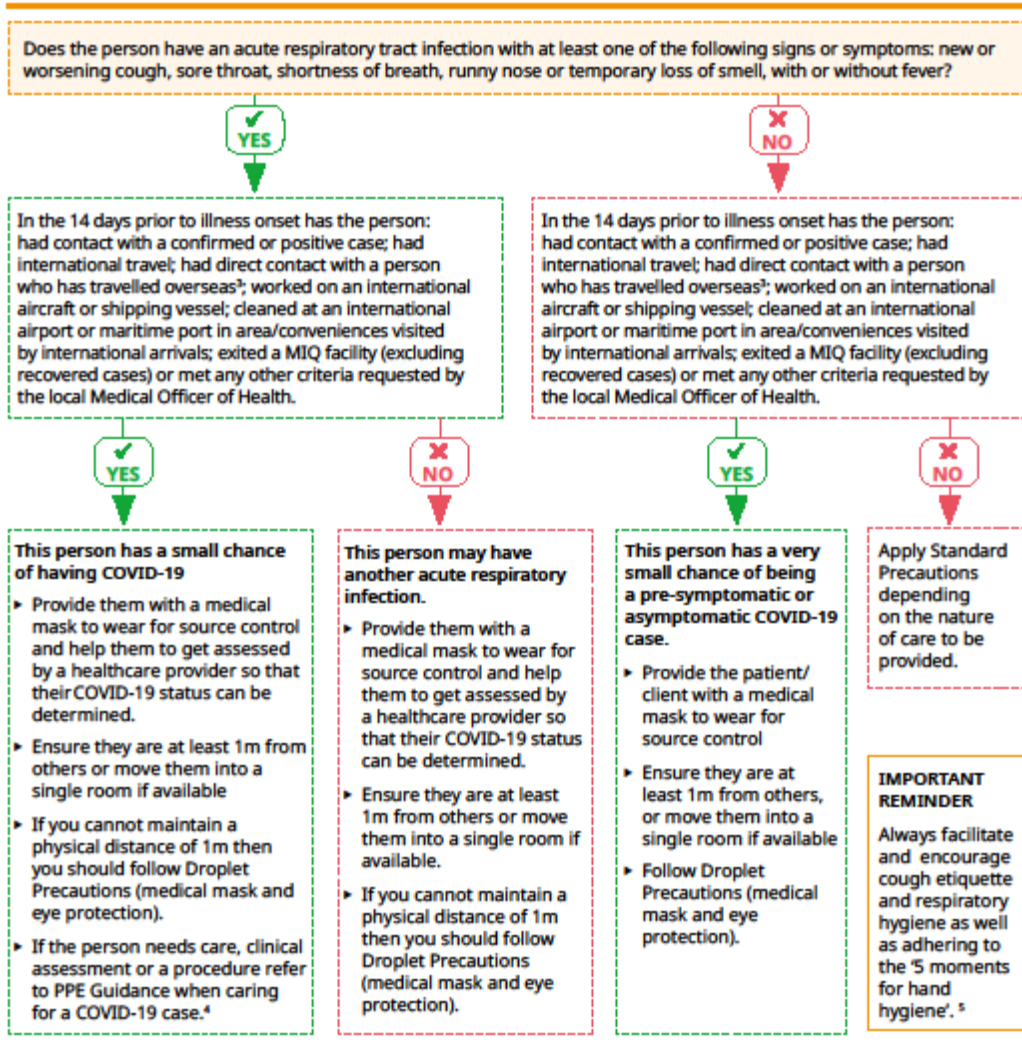 Does the person have an acute respiratory tract infection with at least one of the following signs or symptoms: new or
worsening cough, sore throat, shortness of breath, runny nose or temporary loss of smell, with or without fever?
✔
YES
✖
NO
In the 14 days prior to illness onset has the person:
had contact with a confirmed or positive case; had
international travel; had direct contact with a person
who has travelled overseas³; worked on an international
aircraft or shipping vessel; cleaned at an international
airport or maritime port in area/conveniences visited
by international arrivals; exited a MIQ facility (excluding
recovered cases) or met any other criteria requested by
the local Medical Officer of Health.
In the 14 days prior to illness onset has the person:
had contact with a confirmed or positive case; had
international travel; had direct contact with a person
who has travelled overseas³; worked on an international
aircraft or shipping vessel; cleaned at an international
airport or maritime port in area/conveniences visited
by international arrivals; exited a MIQ facility (excluding
recovered cases) or met any other criteria requested by
the local Medical Officer of Health.
✔
YES
✖
NO
✔
YES
✖
NO
This person has a small chance
of having COVID-19
▸ Provide them with a medical
mask to wear for source control
and help them to get assessed
by a healthcare provider so that
their COVID-19 status can be
determined.
▸ Ensure they are at least 1m from
others or move them into a
single room if available
▸ If you cannot maintain a
physical distance of 1m then
you should follow Droplet
Precautions (medical mask and
eye protection).
▸ If the person needs care, clinical
assessment or a procedure refer
to PPE Guidance when caring
for a COVID-19 case.⁴
This person may have
another acute respiratory
infection.
▸ Provide them with a
medical mask to wear for
source control and help
them to get assessed by
a healthcare provider so
that their COVID-19 status
can be determined.
▸ Ensure they are at least
1m from others or move
them into a single room if
available.
▸ If you cannot maintain a
physical distance of 1m
then you should follow
Droplet Precautions
(medical mask and eye
protection).
This person has a very
small chance of being
a pre-symptomatic or
asymptomatic COVID-19
case.
▸ Provide the patient/
client with a medical
mask to wear for
source control
▸ Ensure they are at
least 1m from others,
or move them into a
single room if available
▸ Follow Droplet
Precautions (medical
mask and eye
protection).
Apply Standard
Precautions
depending
on the nature
of care to be
provided.
IMPORTANT
REMINDER
Always facilitate
and encourage
cough etiquette
and respiratory
hygiene as well
as adhering to
the '5 moments
for hand
hygiene'. ⁵